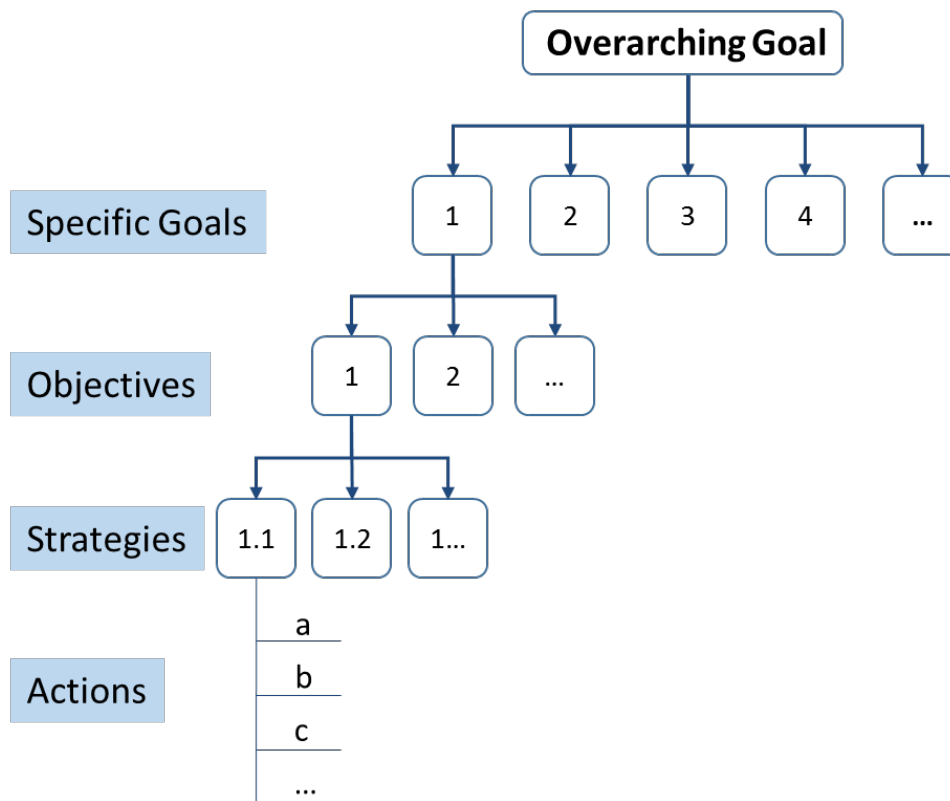 Overarching Goal
Specific Goals
1
2
3
4
...
Objectives
1
2
...
Strategies
1.1
1.2
1...
Actions
a
b
c
...